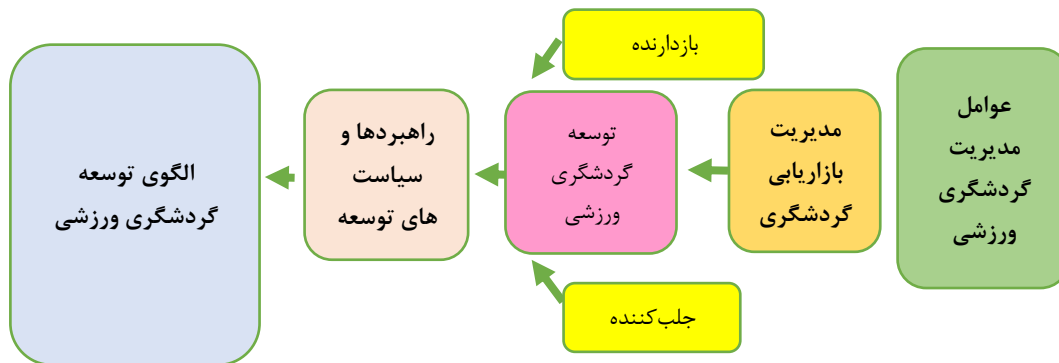 عوامل
مدیریت
گردشگری
ورزشی
مدیریت
بازاریابی
گردشگری
بازدارنده
توسعه
گردشگری
ورزشی
جلب‌کننده
راهبردها و
سیاست
های توسعه
الگوی توسعه
گردشگری ورزشی